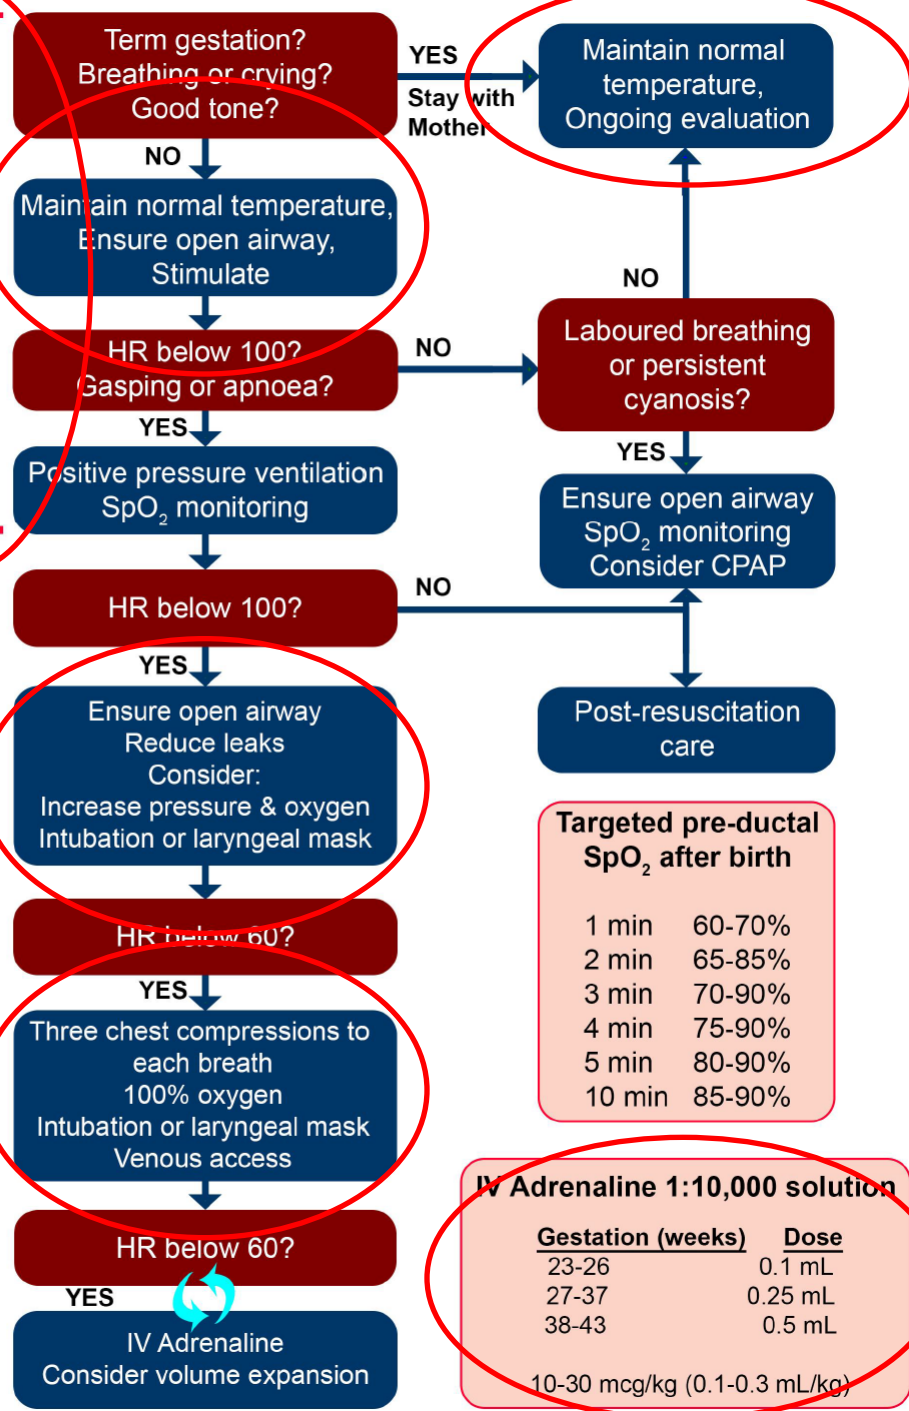 Term gestation?
Breathing or crying?
Good tone?
YES
Stay with
Mother
Maintain normal
temperature,
Ongoing evaluation
NO
Maintain normal temperature,
Ensure open airway,
Stimulate
HR below 100?
Gasping or apnoea?
NO
Laboured breathing
or persistent
cyanosis?
NO
YES
YES
Positive pressure ventilation
SpO₂ monitoring
Ensure open airway
SpO₂ monitoring
Consider CPAP
HR below 100?
NO
YES
Ensure open airway
Reduce leaks
Consider:
Increase pressure & oxygen
Intubation or laryngeal mask
Post-resuscitation
care
HR below 60?
YES
Three chest compressions to
each breath
100% oxygen
Intubation or laryngeal mask
Venous access
HR below 60?
YES
IV Adrenaline
Consider volume expansion
Targeted pre-ductal
SpO₂ after birth
1 min 60-70%
2 min 65-85%
3 min 70-90%
4 min 75-90%
5 min 80-90%
10 min 85-90%
IV Adrenaline 1:10,000 solution
Gestation (weeks) Dose
23-26 0.1 mL
27-37 0.25 mL
38-43 0.5 mL
10-30 mcg/kg (0.1-0.3 mL/kg)